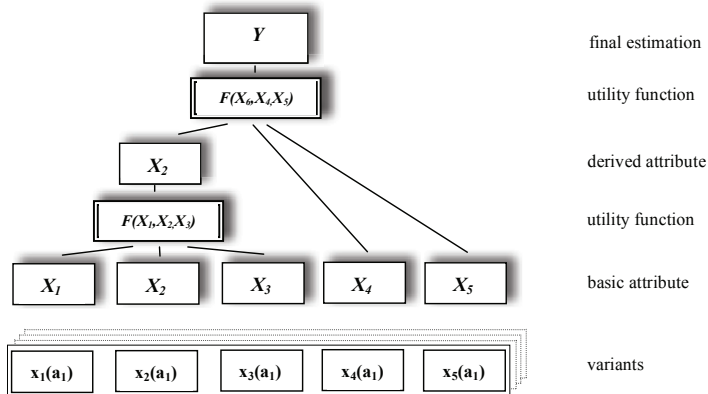 Y final estimation
F(X₆,X₄,X₅) utility function
X₂ derived attribute
F(X₁,X₂,X₃) utility function
X₁ X₂ X₃ X₄ X₅ basic attribute
x₁(a₁) x₂(a₁) x₃(a₁) x₄(a₁) x₅(a₁) variants